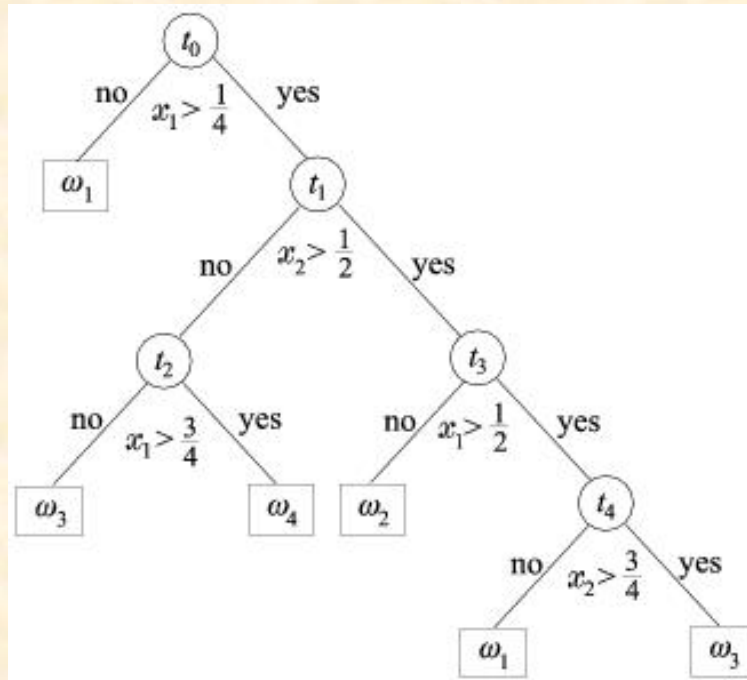 t₀
no x₁ > 1/4 yes
ω₁
t₁
no x₂ > 1/2 yes
t₂ t₃
no x₁ > 3/4 yes no x₁ > 1/2 yes
ω₃ ω₄ ω₂ t₄
no x₂ > 3/4 yes
ω₁ ω₃